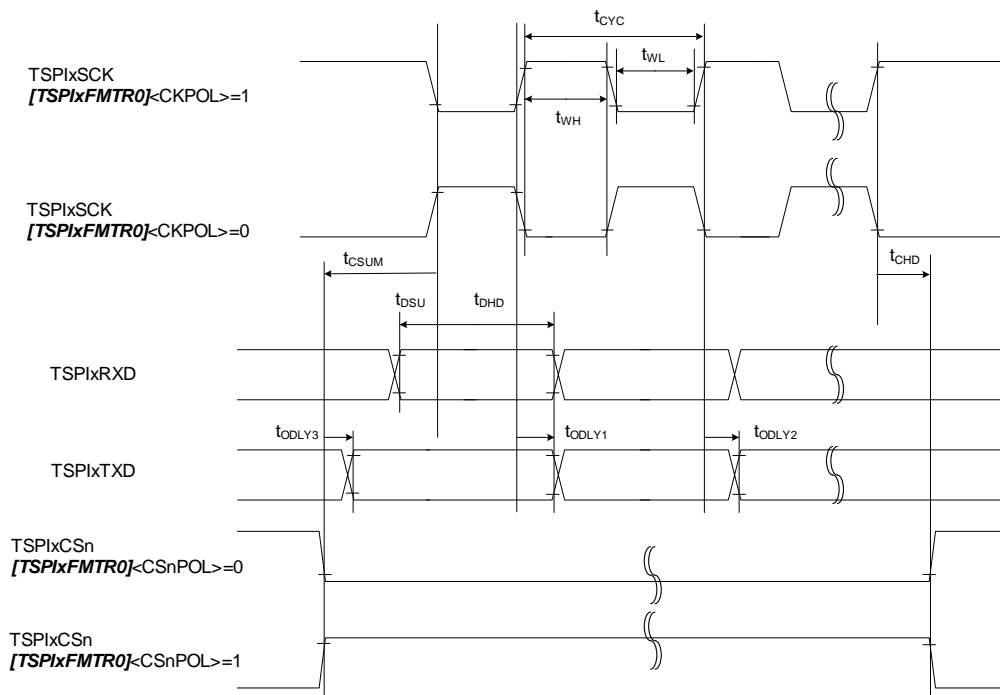 tCYC
TSPIxSCK
[TSPIxFMTR0]<CKPOL>=1
tWL
tWH
TSPIxSCK
[TSPIxFMTR0]<CKPOL>=0
tCSUM
tCHD
tDSU
tDHD
TSPIxRXD
tODLY3
tODLY1
tODLY2
TSPIxTXD
TSPIxCSn
[TSPIxFMTR0]<CSnPOL>=0
TSPIxCSn
[TSPIxFMTR0]<CSnPOL>=1